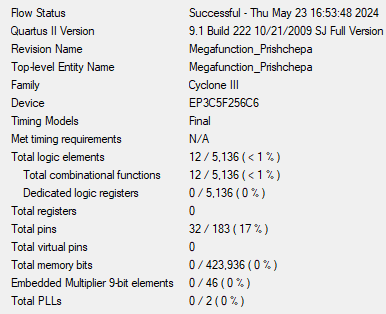 Flow Status Successful - Thu May 23 16:53:48 2024
Quartus II Version 9.1 Build 222 10/21/2009 SJ Full Version
Revision Name Megafunction_Prishchepa
Top-level Entity Name Megafunction_Prishchepa
Family Cyclone III
Device EP3C5F256C6
Timing Models Final
Met timing requirements N/A
Total logic elements 12 / 5,136 ( < 1 % )
Total combinational functions 12 / 5,136 ( < 1 % )
Dedicated logic registers 0 / 5,136 ( 0 % )
Total registers 0
Total pins 32 / 183 ( 17 % )
Total virtual pins 0
Total memory bits 0 / 423,936 ( 0 % )
Embedded Multiplier 9-bit elements 0 / 46 ( 0 % )
Total PLLs 0 / 2 ( 0 % )